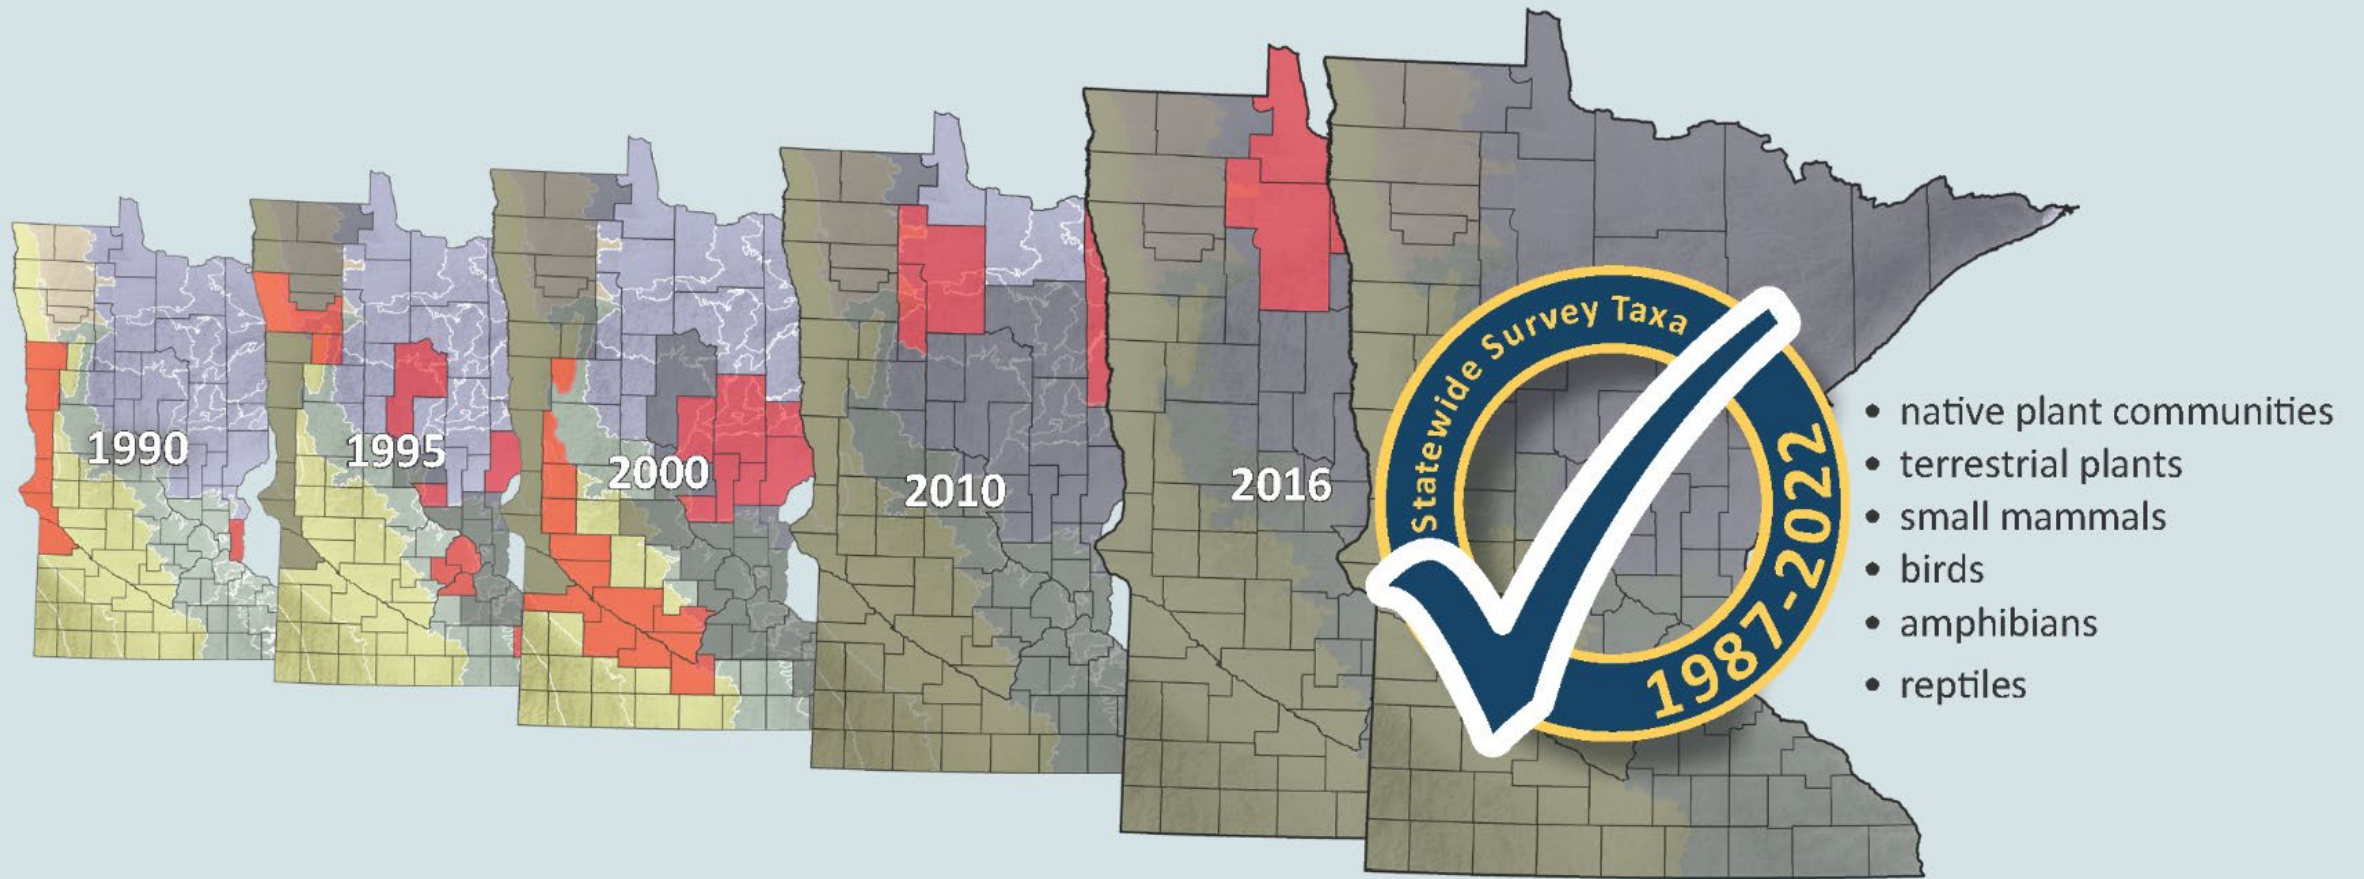 1990
1995
2000
2010
2016
Statewide Survey Taxa
1987-2022
• native plant communities
• terrestrial plants
• small mammals
• birds
• amphibians
• reptiles